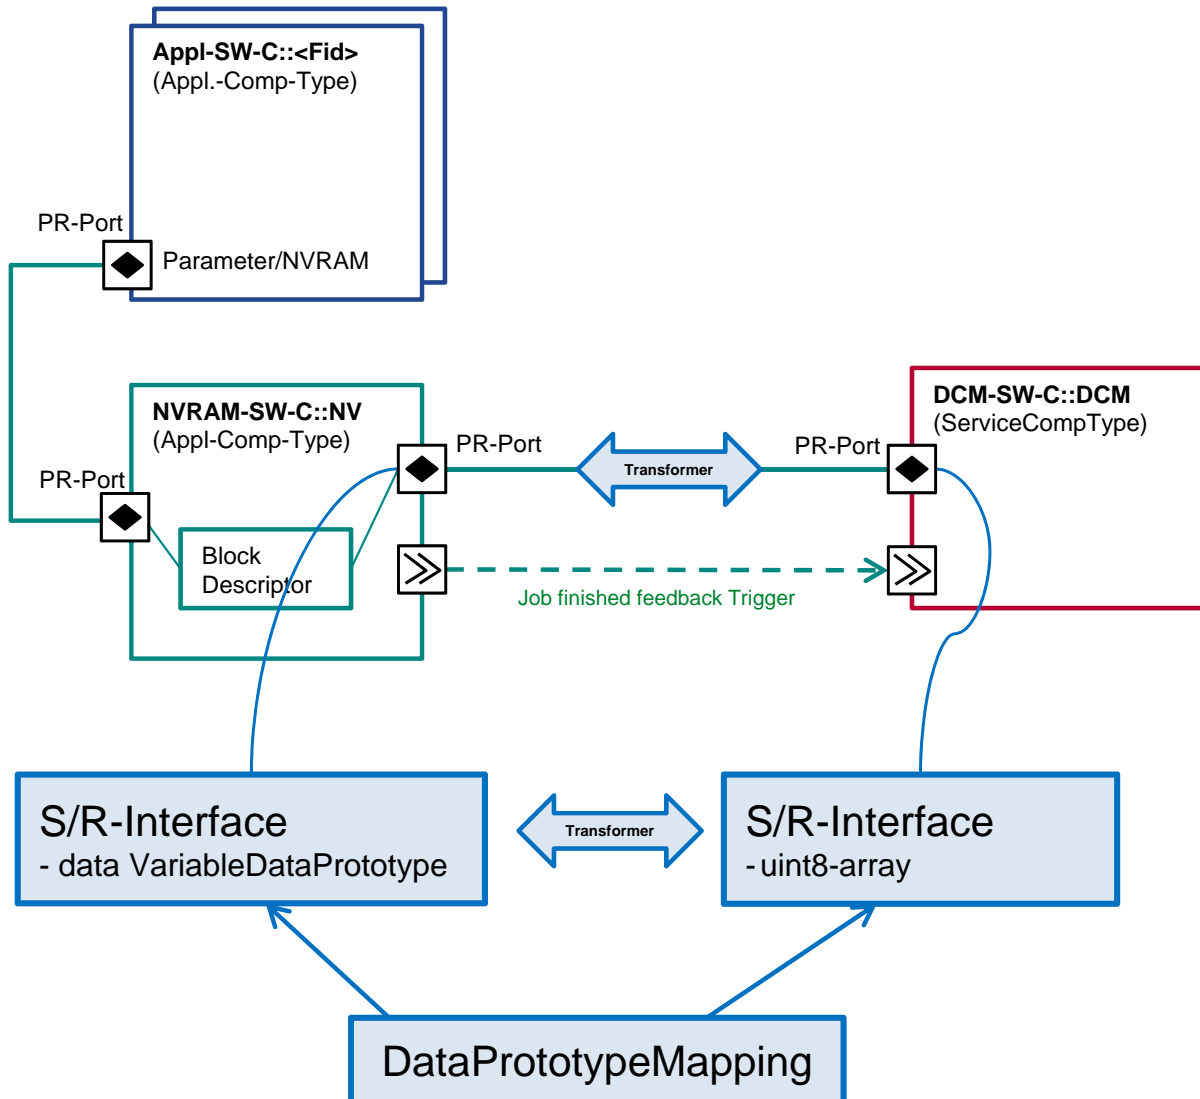 Appl-SW-C::<Fid>
(Appl.-Comp-Type)
PR-Port
Parameter/NVRAM
NVRAM-SW-C::NV
(Appl-Comp-Type)
PR-Port
PR-Port
Block
Descriptor
Transformer
PR-Port
DCM-SW-C::DCM
(ServiceCompType)
Job finished feedback Trigger
S/R-Interface
- data VariableDataPrototype
Transformer
S/R-Interface
- uint8-array
DataPrototypeMapping